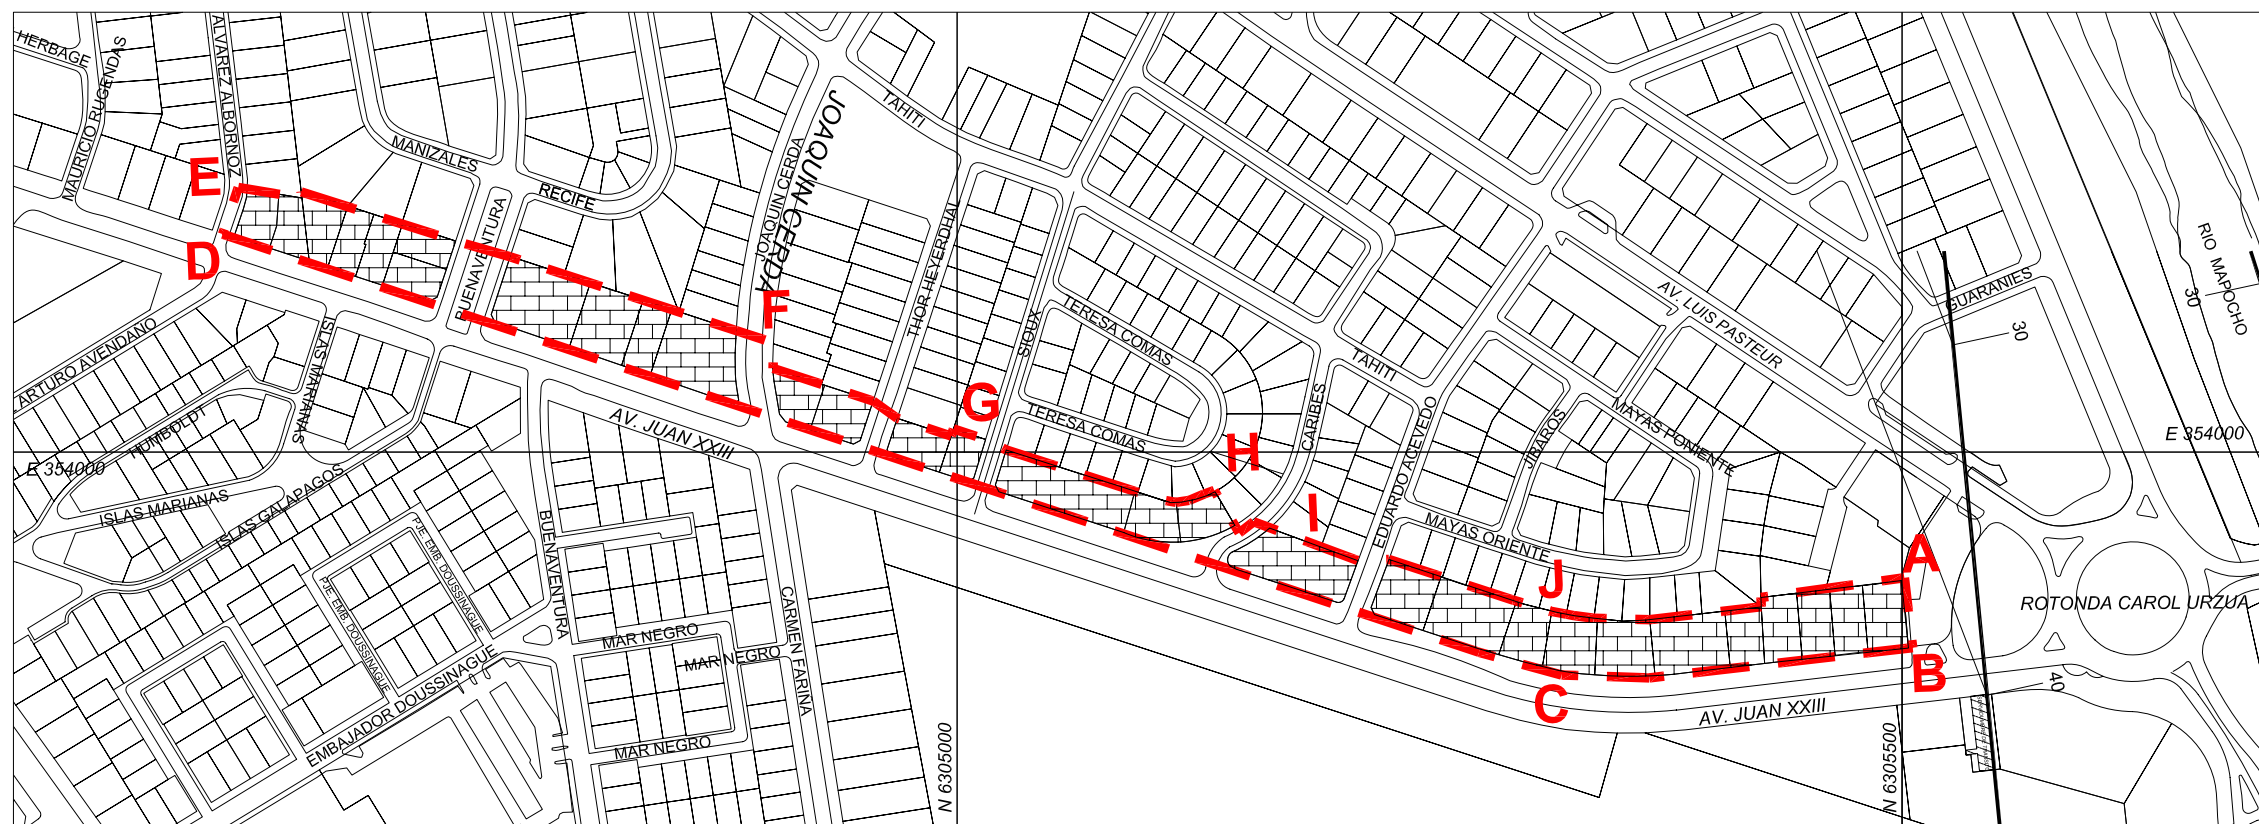 HERBAGE
MAURICIO RUGENDAS
ALVAREZ ALBORNOZ
MANIZALES
RECIFE
BUENAVENTURA
JOAQUIN CERDA
JOAQUIN CERDA
TAHITI
THOR HEYERDHAL
SIOUX
TERESA COMAS
TERESA COMAS
CARIBES
TAHITI
EDUARDO ACEVEDO
JIBAROS
MAYAS PONIENTE
MAYAS ORIENTE
AV. LUIS PASTEUR
GUARANIES
RIO MAPOCHO
30
30
E
D
F
G
H
I
J
A
B
C
E 354000
E 354000
ARTURO AVENDANO
HUMBOLDT
ISLAS MARIANAS
ISLAS MARIANAS
ISLAS GALAPAGOS
AV. JUAN XXIII
PJE. EMB. DOUSSINAGUE
PJE. EMB. DOUSSINAGUE
EMBAJADOR DOUSSINAGUE
BUENAVENTURA
MAR NEGRO
MAR NEGRO
MAR NEGRO
CARMEN FARINA
N 6305000
N 6305500
AV. JUAN XXIII
ROTONDA CAROL URZUA
40